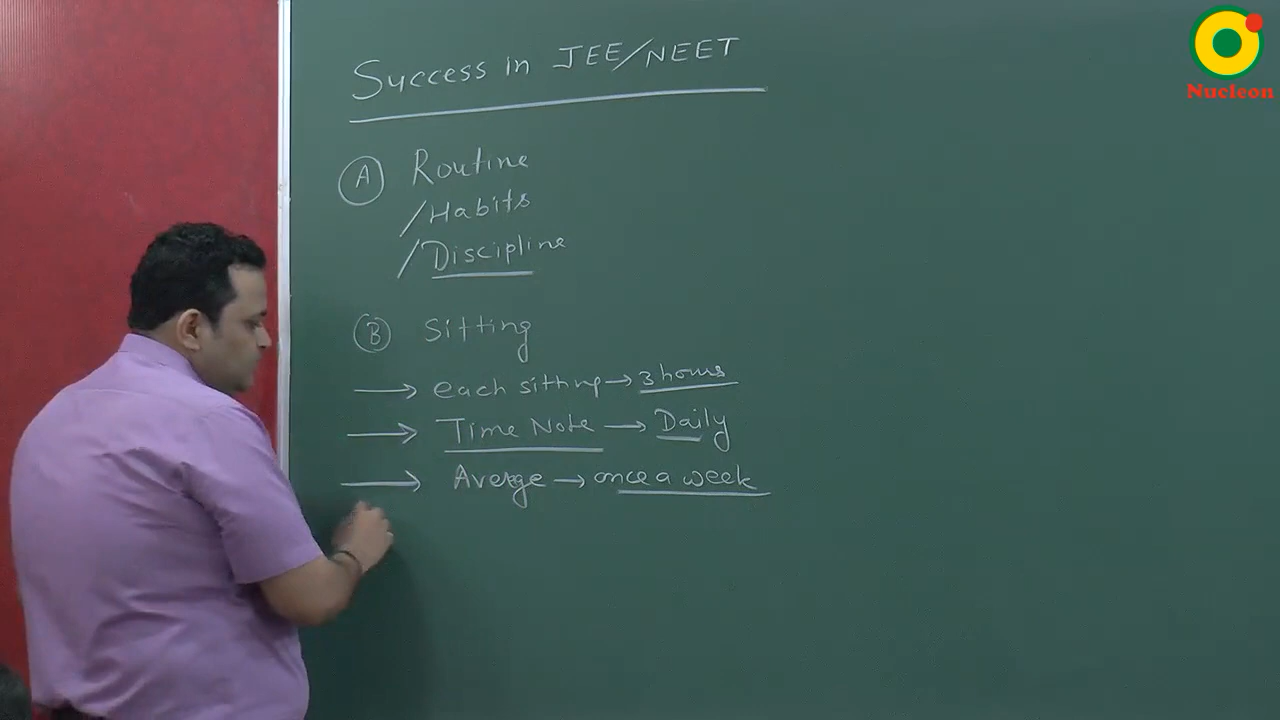 Success in JEE/NEET
A Routine
/Habits
/Discipline
B Sitting
→ each sitting → 3 hours
→ Time Note → Daily
→ Averge → once a week
Nucleon